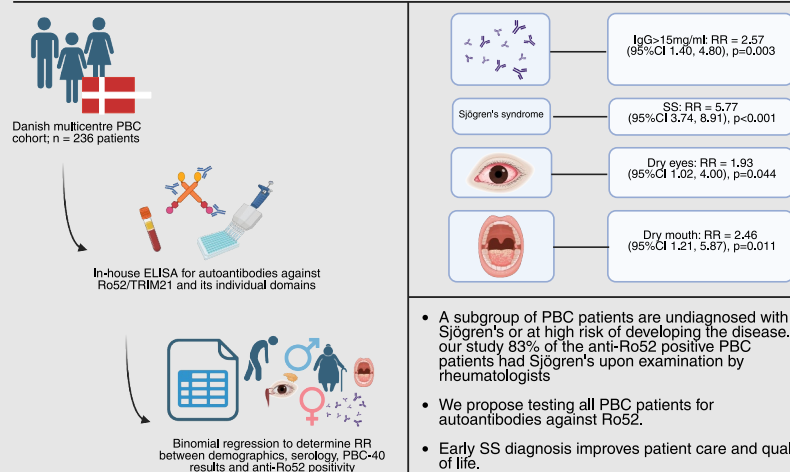 Danish multicentre PBC
cohort; n = 236 patients
In-house ELISA for autoantibodies against
Ro52/TRIM21 and its individual domains
Binomial regression to determine RR
between demographics, serology, PBC-40
results and anti-Ro52 positivity
IgG>15mg/ml: RR = 2.57
(95%CI 1.40, 4.80), p=0.003
Sjögren's syndrome
SS: RR = 5.77
(95%CI 3.74, 8.91), p<0.001
Dry eyes: RR = 1.93
(95%CI 1.02, 4.00), p=0.044
Dry mouth: RR = 2.46
(95%CI 1.21, 5.87), p=0.011
• A subgroup of PBC patients are undiagnosed with
Sjögren's or at high risk of developing the disease.
our study 83% of the anti-Ro52 positive PBC
patients had Sjögren's upon examination by
rheumatologists
• We propose testing all PBC patients for
autoantibodies against Ro52.
• Early SS diagnosis improves patient care and
of life.